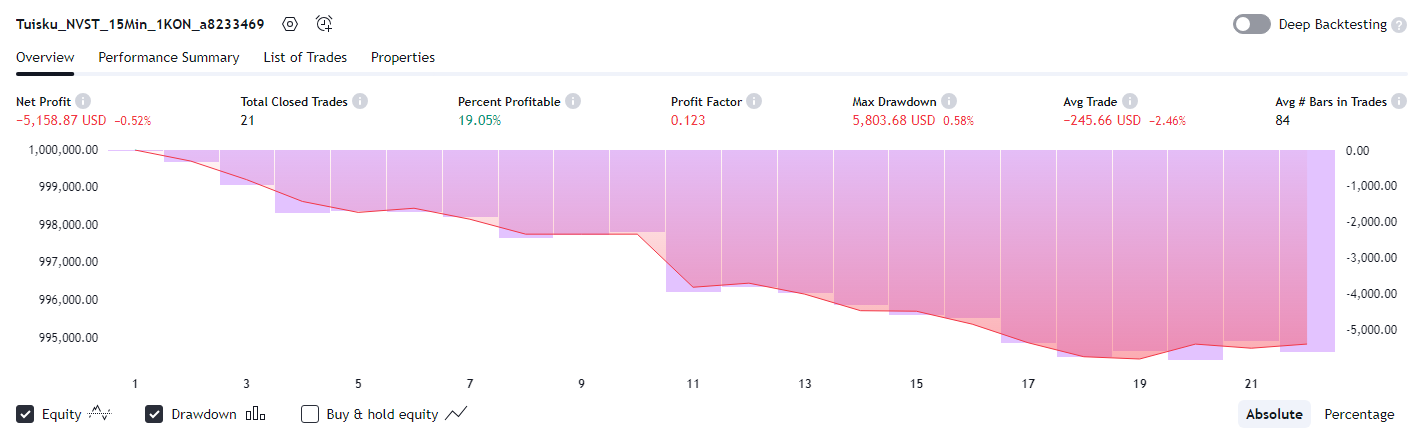 Tuisku_NVST_15Min_1KON_a8233469
Deep Backtesting ?
Overview Performance Summary List of Trades Properties
Net Profit Total Closed Trades Percent Profitable Profit Factor Max Drawdown Avg Trade Avg # Bars in Trades
−5,158.87 USD −0.52% 21 19.05% 0.123 5,803.68 USD 0.58% −245.66 USD −2.46% 84
1,000,000.00 0.00
999,000.00 -1,000.00
998,000.00 -2,000.00
997,000.00 -3,000.00
996,000.00 -4,000.00
995,000.00 -5,000.00
1 3 5 7 9 11 13 15 17 19 21
Equity Drawdown Buy & hold equity Absolute Percentage